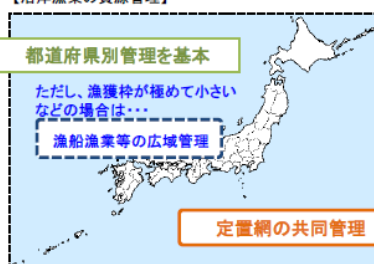 【沿岸漁業の資源管理】
都道府県別管理を基本
ただし、漁獲枠が極めて小さい
などの場合は・・・
漁船漁業等の広域管理
定置網の共同管理